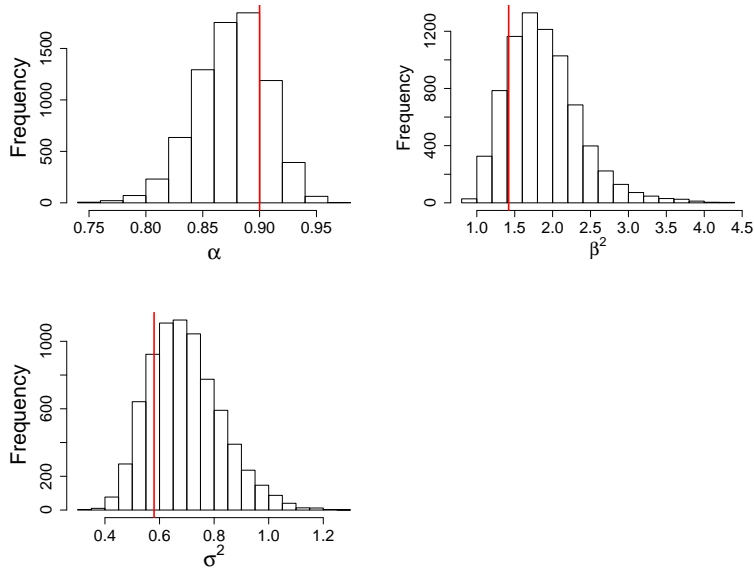 Frequency
0 500 1000 1500
0.75 0.80 0.85 0.90 0.95
α
Frequency
0 400 800 1200
1.0 1.5 2.0 2.5 3.0 3.5 4.0 4.5
β²
Frequency
0 200 600 1000
0.4 0.6 0.8 1.0 1.2
σ²